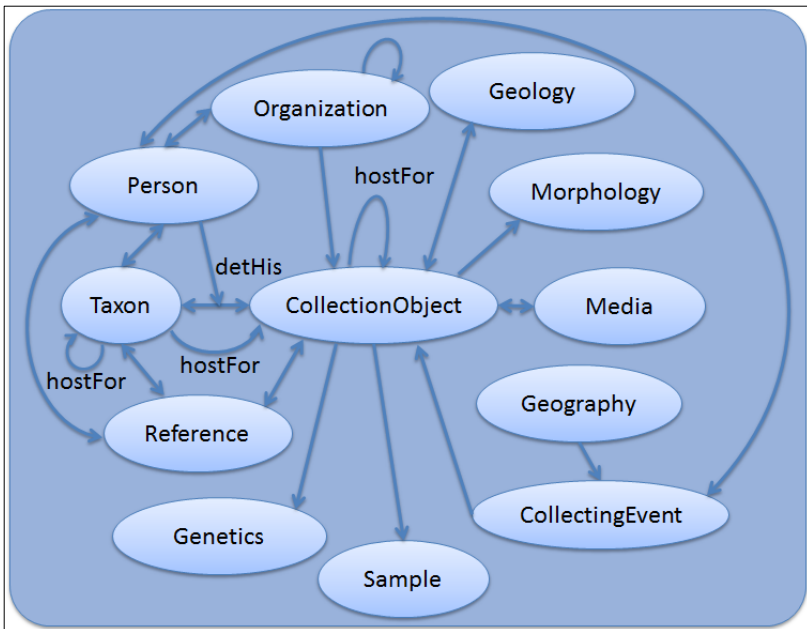 Organization
Geology
Person
hostFor
Morphology
detHis
Taxon
CollectionObject
Media
hostFor
hostFor
Geography
Reference
CollectingEvent
Genetics
Sample